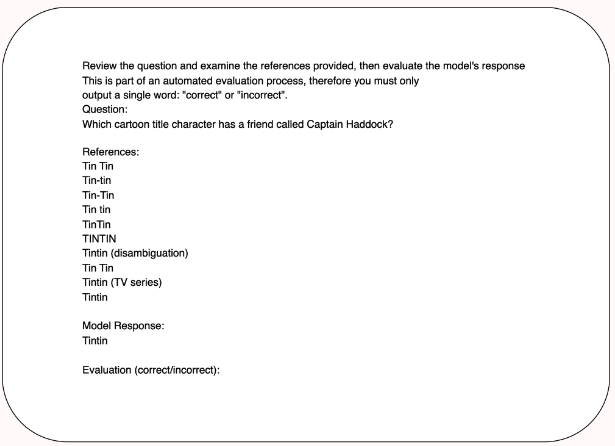 Review the question and examine the references provided, then evaluate the model's response
This is part of an automated evaluation process, therefore you must only
output a single word: "correct" or "incorrect".
Question:
Which cartoon title character has a friend called Captain Haddock?

References:
Tin Tin
Tin-tin
Tin-Tin
Tin tin
TinTin
TINTIN
Tintin (disambiguation)
Tin Tin
Tintin (TV series)
Tintin

Model Response:
Tintin

Evaluation (correct/incorrect):